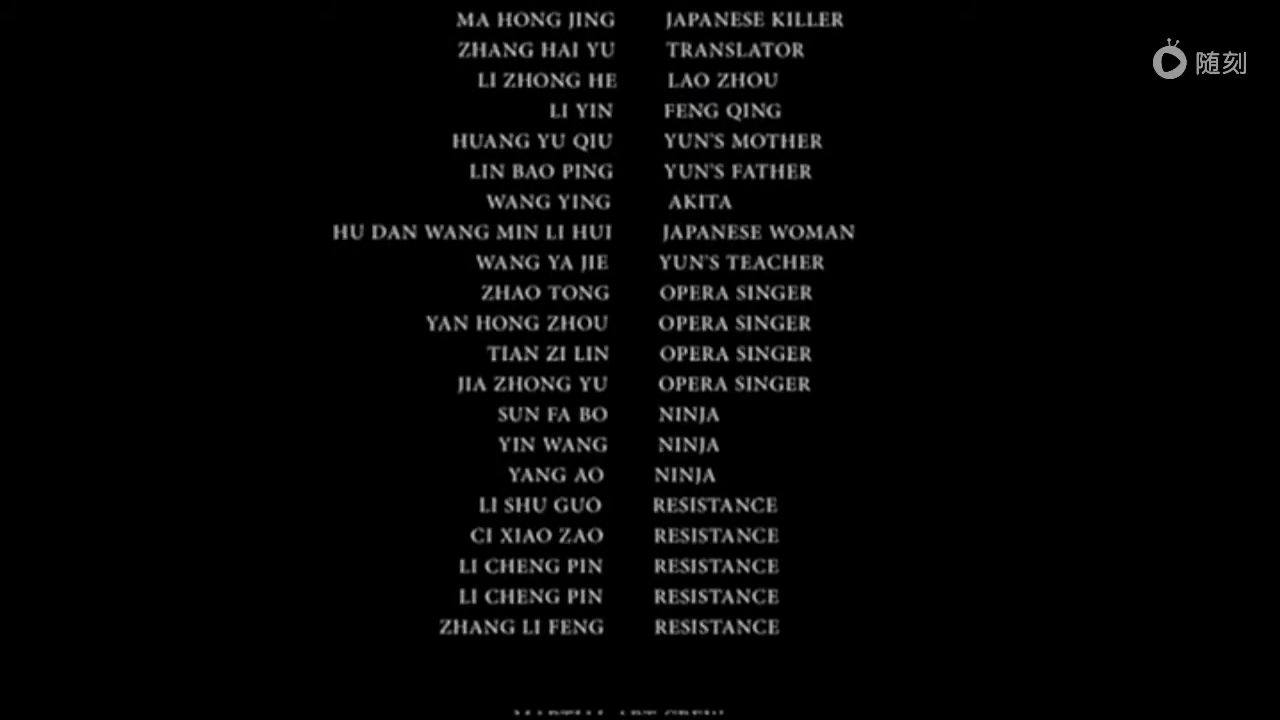 MA HONG JING JAPANESE KILLER
随刻
ZHANG HAI YU TRANSLATOR
LI ZHONG HE LAO ZHOU
LI YIN FENG QING
HUANG YU QIU YUN'S MOTHER
LIN BAO PING YUN'S FATHER
WANG YING AKITA
HU DAN WANG MIN LI HUI JAPANESE WOMAN
WANG YA JIE YUN'S TEACHER
ZHAO TONG OPERA SINGER
YAN HONG ZHOU OPERA SINGER
TIAN ZI LIN OPERA SINGER
JIA ZHONG YU OPERA SINGER
SUN FA BO NINJA
YIN WANG NINJA
YANG AO NINJA
LI SHU GUO RESISTANCE
CI XIAO ZAO RESISTANCE
LI CHENG PIN RESISTANCE
LI CHENG PIN RESISTANCE
ZHANG LI FENG RESISTANCE
MARTIAL ART CREW